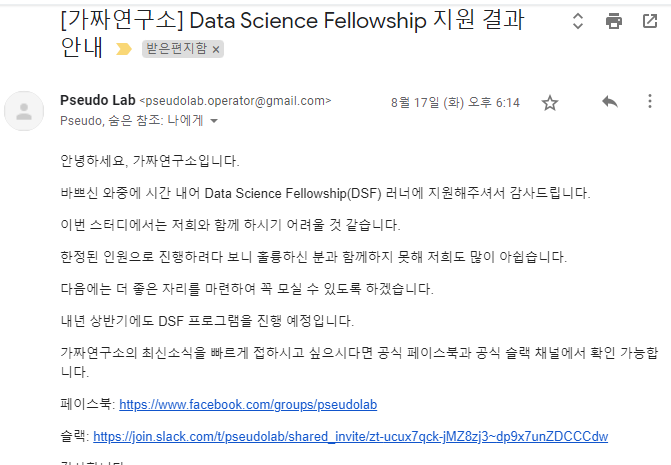 [가짜연구소] Data Science Fellowship 지원 결과
안내 받은편지함 ×
Pseudo Lab <pseudolab.operator@gmail.com> 8월 17일 (화) 오후 6:14
Pseudo, 숨은 참조: 나에게
안녕하세요, 가짜연구소입니다.
바쁘신 와중에 시간 내어 Data Science Fellowship(DSF) 러너에 지원해주셔서 감사드립니다.
이번 스터디에서는 저희와 함께 하시기 어려울 것 같습니다.
한정된 인원으로 진행하려다 보니 훌륭하신 분과 함께하지 못해 저희도 많이 아쉽습니다.
다음에는 더 좋은 자리를 마련하여 꼭 모실 수 있도록 하겠습니다.
내년 상반기에도 DSF 프로그램을 진행 예정입니다.
가짜연구소의 최신소식을 빠르게 접하시고 싶으시다면 공식 페이스북과 공식 슬랙 채널에서 확인 가능합
니다.
페이스북: https://www.facebook.com/groups/pseudolab
슬랙: https://join.slack.com/t/pseudolab/shared_invite/zt-ucux7qck-jMZ8zj3~dp9x7unZDCCCdw